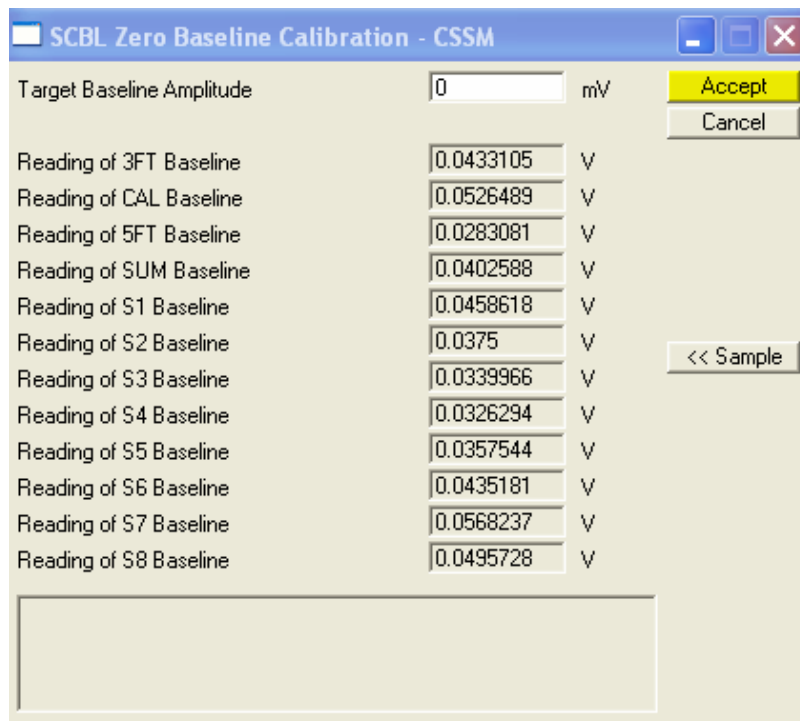 SCBL Zero Baseline Calibration - CSSM
Target Baseline Amplitude 0 mV Accept
Cancel
Reading of 3FT Baseline 0.0433105 V
Reading of CAL Baseline 0.0526489 V
Reading of 5FT Baseline 0.0283081 V
Reading of SUM Baseline 0.0402588 V
Reading of S1 Baseline 0.0458618 V
Reading of S2 Baseline 0.0375 V << Sample
Reading of S3 Baseline 0.0339966 V
Reading of S4 Baseline 0.0326294 V
Reading of S5 Baseline 0.0357544 V
Reading of S6 Baseline 0.0435181 V
Reading of S7 Baseline 0.0568237 V
Reading of S8 Baseline 0.0495728 V